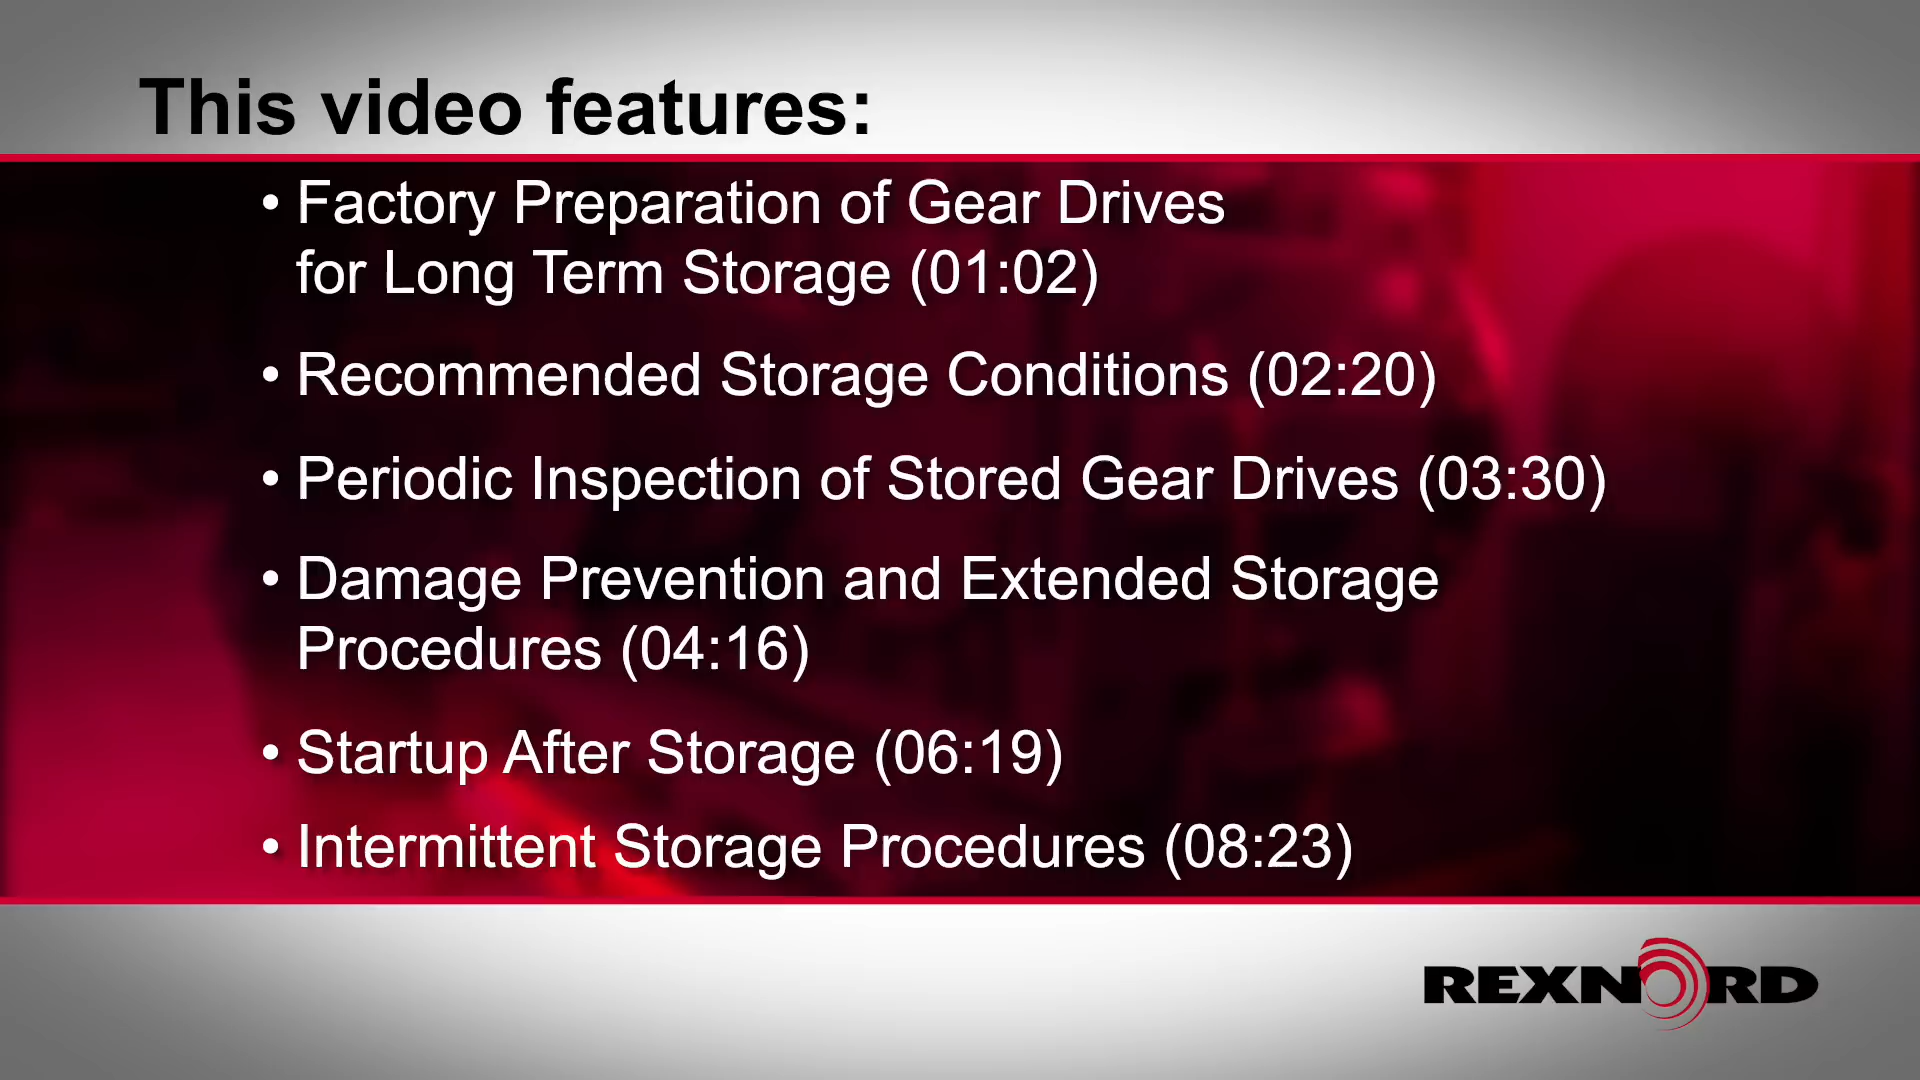 This video features:
• Factory Preparation of Gear Drives
for Long Term Storage (01:02)
• Recommended Storage Conditions (02:20)
• Periodic Inspection of Stored Gear Drives (03:30)
• Damage Prevention and Extended Storage
Procedures (04:16)
• Startup After Storage (06:19)
• Intermittent Storage Procedures (08:23)
REXNORD